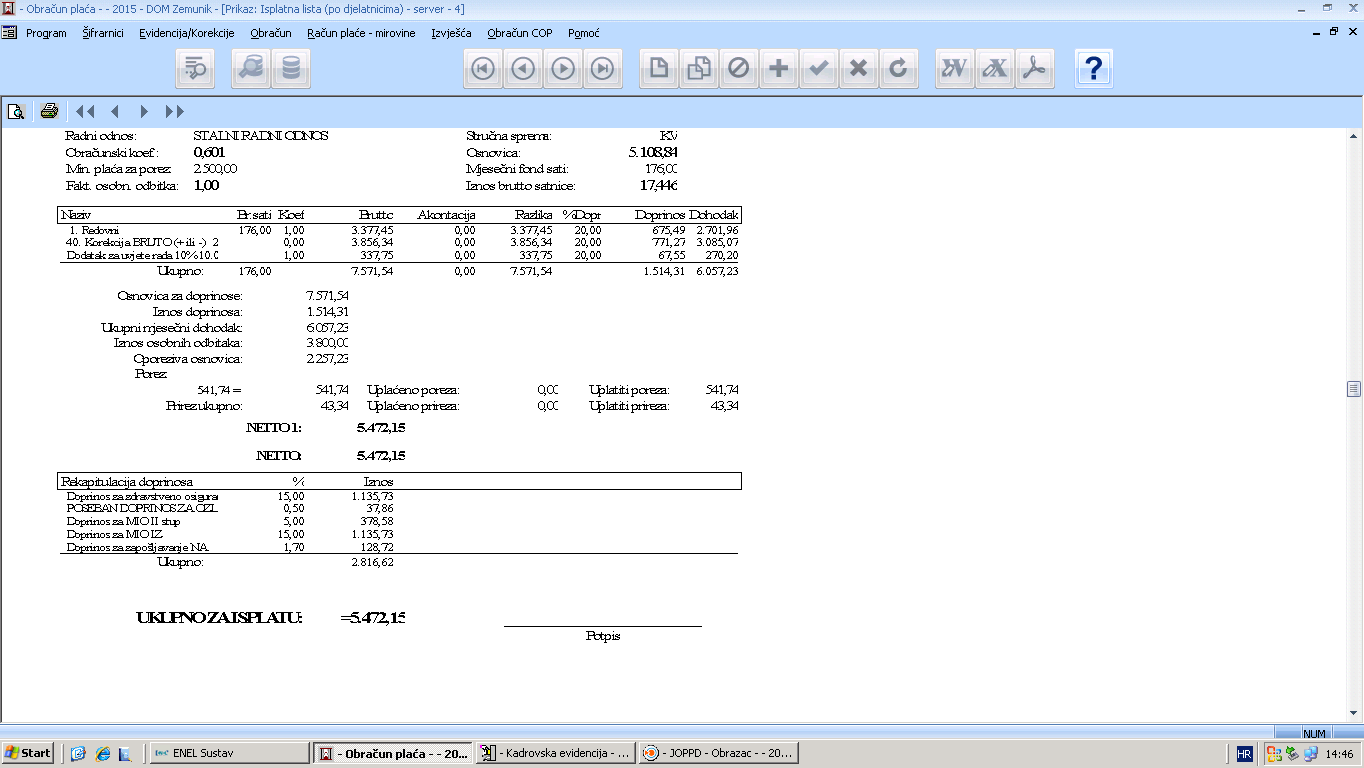 - Obračun plaća - - 2015 - DOM Zemunik - [Prikaz: Isplatna lista (po djelatnicima) - server - 4]
Program Šifrarnici Evidencija/Korekcije Obračun Račun plaće - mirovine Izvješća Obračun COP Pomoć
Radni odnos: STALNI RADNI ODNOS Stručna sprema: KV
Obračunski koef : 0,601 Osnovica: 5.108,84
Min. plaća za porez: 2.500,00 Mjesečni fond sati: 176,00
Fakt. osobn. odbitka: 1,00 Iznos brutto satnice: 17,446
Naziv Br.sati Koef Brutto Akontacija Razlika %Dopr Doprinos Dohodak
1. Redovni 176,00 1,00 3.377,45 0,00 3.377,45 20,00 675,49 2.701,96
40. Korekcija BRUTO (+ ili -) 2 0,00 3.856,34 0,00 3.856,34 20,00 771,27 3.085,07
Dodatak za uvjete rada 10% 10.0 1,00 337,75 0,00 337,75 20,00 67,55 270,20
Ukupno: 176,00 7.571,54 0,00 7.571,54 1.514,31 6.057,23
Osnovica za doprinose: 7.571,54
Iznos doprinosa: 1.514,31
Ukupni mjesečni dohodak: 6.057,23
Iznos osobnih odbitaka: 3.800,00
Oporeziva osnovica: 2.257,23
Porez:
541,74 = 541,74 Uplaćeno poreza: 0,00 Uplatiti poreza: 541,74
Prirez ukupno: 43,34 Uplaćeno prireza: 0,00 Uplatiti prireza: 43,34
NETTO 1: 5.472,15
NETTO: 5.472,15
Rekapitulacija doprinosa % Iznos
Doprinos za zdravstveno osigura 15,00 1.135,73
POSEBAN DOPRINOS ZA OZL 0,50 37,86
Doprinos za MIO II stup 5,00 378,58
Doprinos za MIO IZ 15,00 1.135,73
Doprinos za zapošljavanje NA 1,70 128,72
Ukupno: 2.816,62
UKUPNO ZA ISPLATU: =5.472,15
Potpis
NUM
Start ENEL Sustav - Obračun plaća - - 20... - Kadrovska evidencija - ... - JOPPD - Obrazac - - 20... HR 14:46